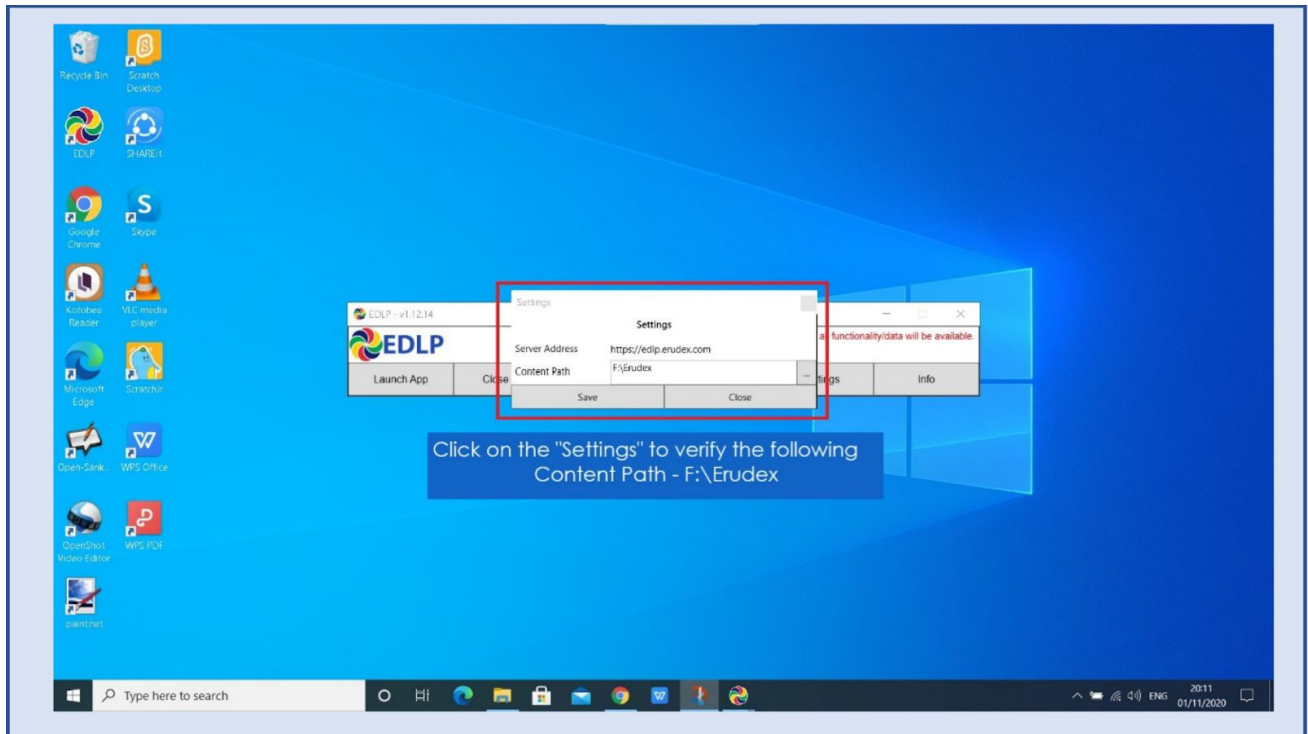 Recycle Bin
Scratch
Desktop
EDLP
SHAREit
Google
Chrome
Skype
Kotobee
Reader
VLC media
player
Microsoft
Edge
ScratchJr
Open-Sank...
WPS Office
OpenShot
Video Editor
WPS PDF
paint.net
EDLP - v1.12.14
EDLP
functionality/data will be available.
Launch App
Close
tings
Info
Settings
Settings
Server Address
https://edlp.erudex.com
Content Path
F:\Erudex
...
Save
Close
Click on the "Settings" to verify the following
Content Path - F:\Erudex
Type here to search
ENG
20:11
01/11/2020